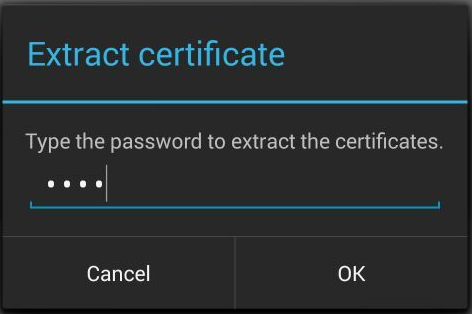 Extract certificate
Type the password to extract the certificates.
••••
Cancel
OK